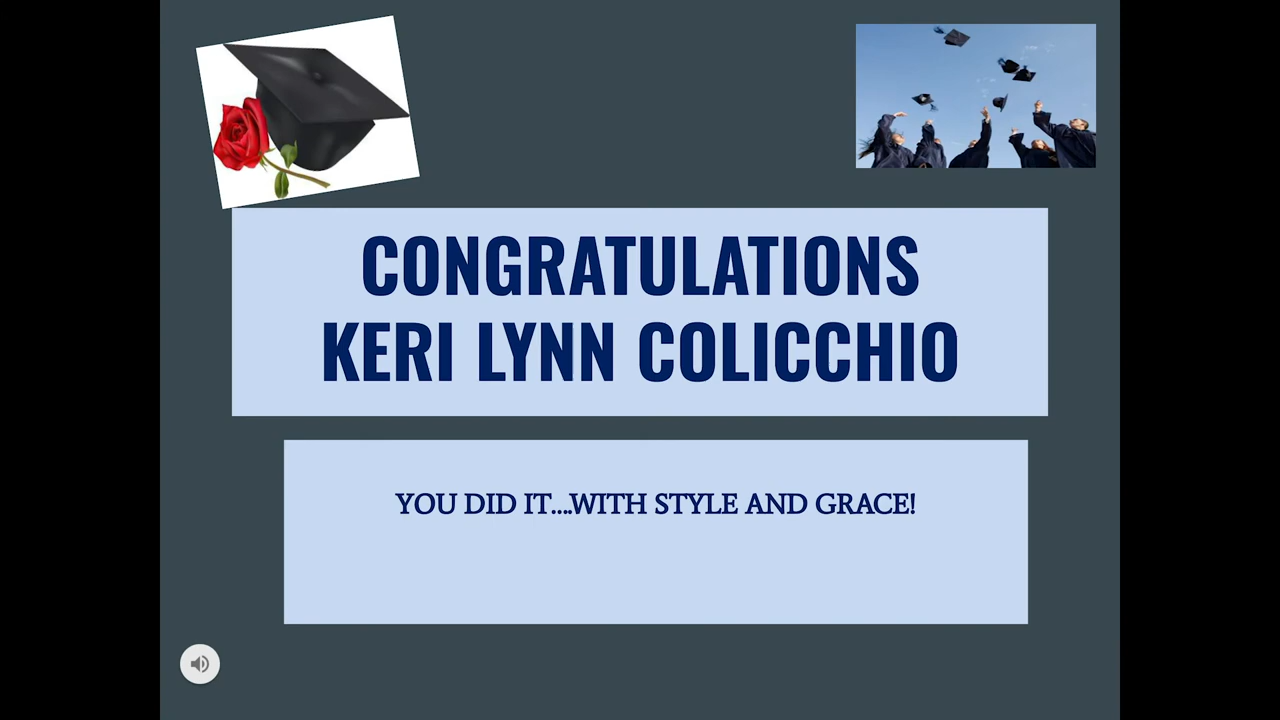 CONGRATULATIONS
KERI LYNN COLICCHIO
YOU DID IT....WITH STYLE AND GRACE!